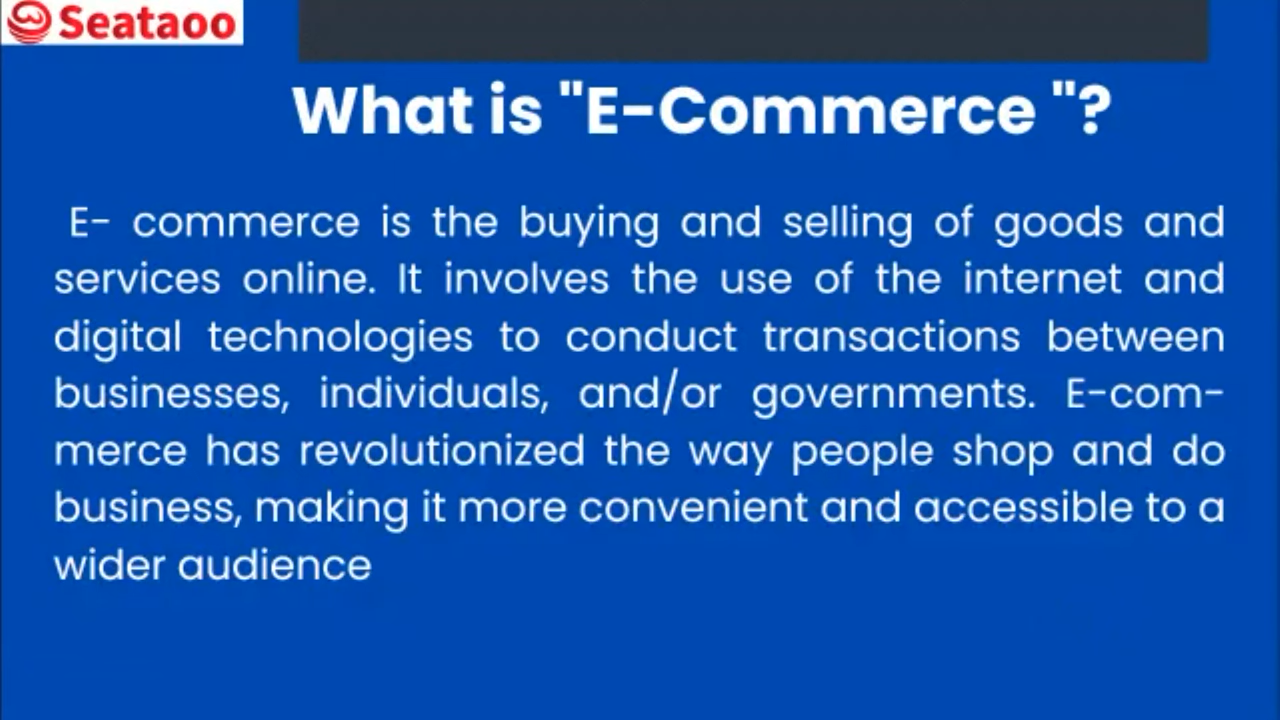 Seataoo
What is "E-Commerce "?
E- commerce is the buying and selling of goods and
services online. It involves the use of the internet and
digital technologies to conduct transactions between
businesses, individuals, and/or governments. E-com-
merce has revolutionized the way people shop and do
business, making it more convenient and accessible to a
wider audience